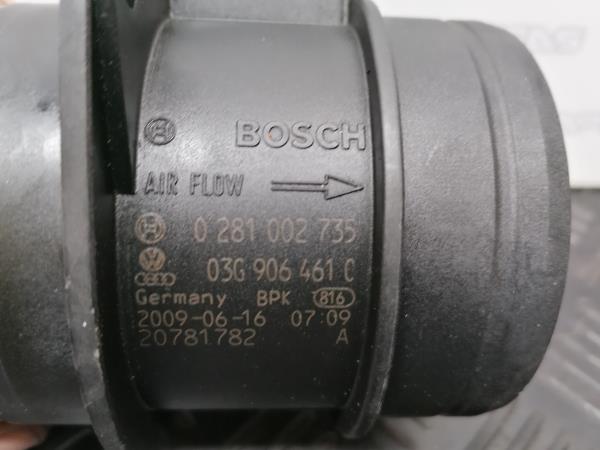 BOSCH
AIR FLOW
0 281 002 735
03G 906 461 C
Germany BPK 816
2009-06-16 07:09
20781782 A